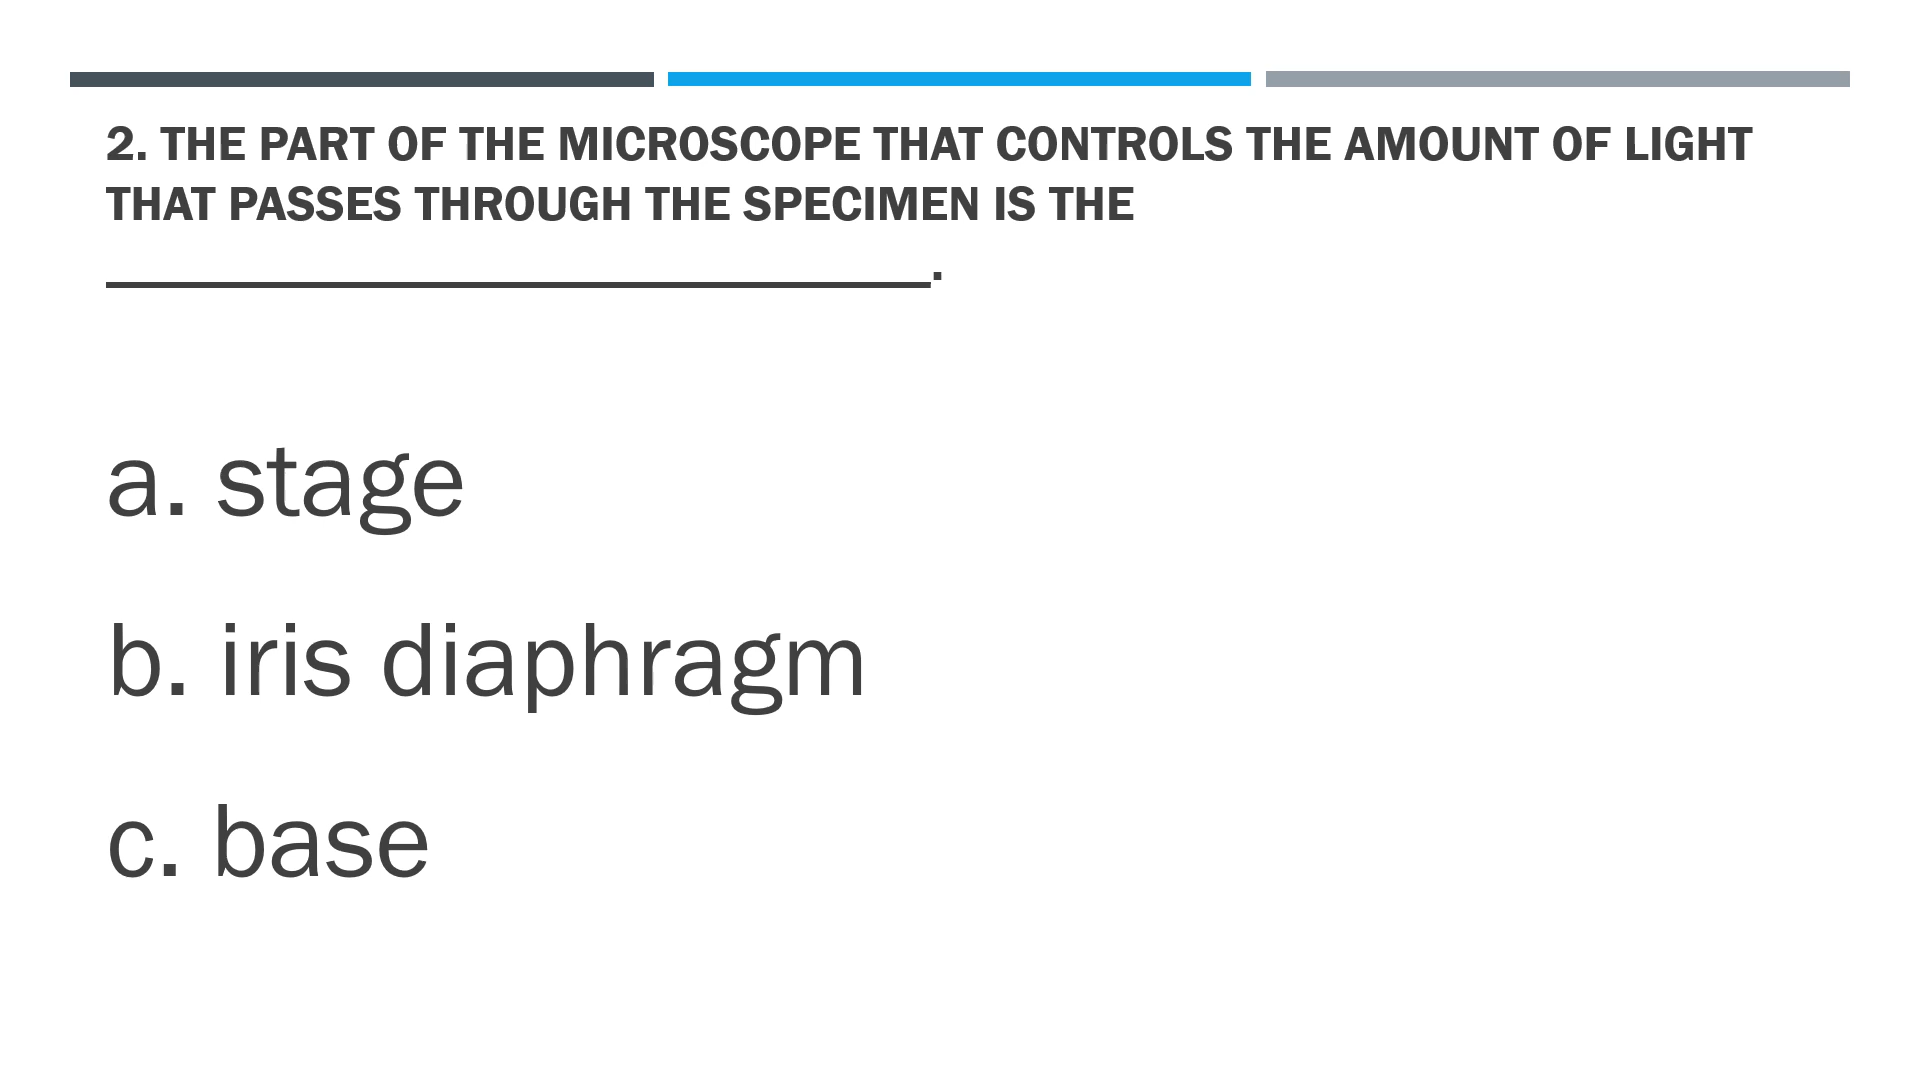 2. THE PART OF THE MICROSCOPE THAT CONTROLS THE AMOUNT OF LIGHT
THAT PASSES THROUGH THE SPECIMEN IS THE
______________________________.
a. stage
b. iris diaphragm
c. base